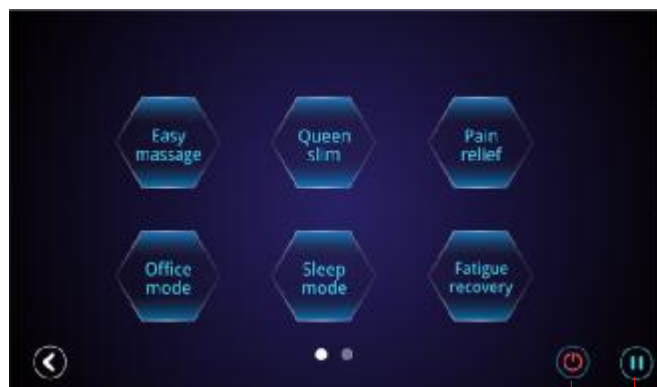 Easy
massage
Queen
slim
Pain
relief
Office
mode
Sleep
mode
Fatigue
recovery